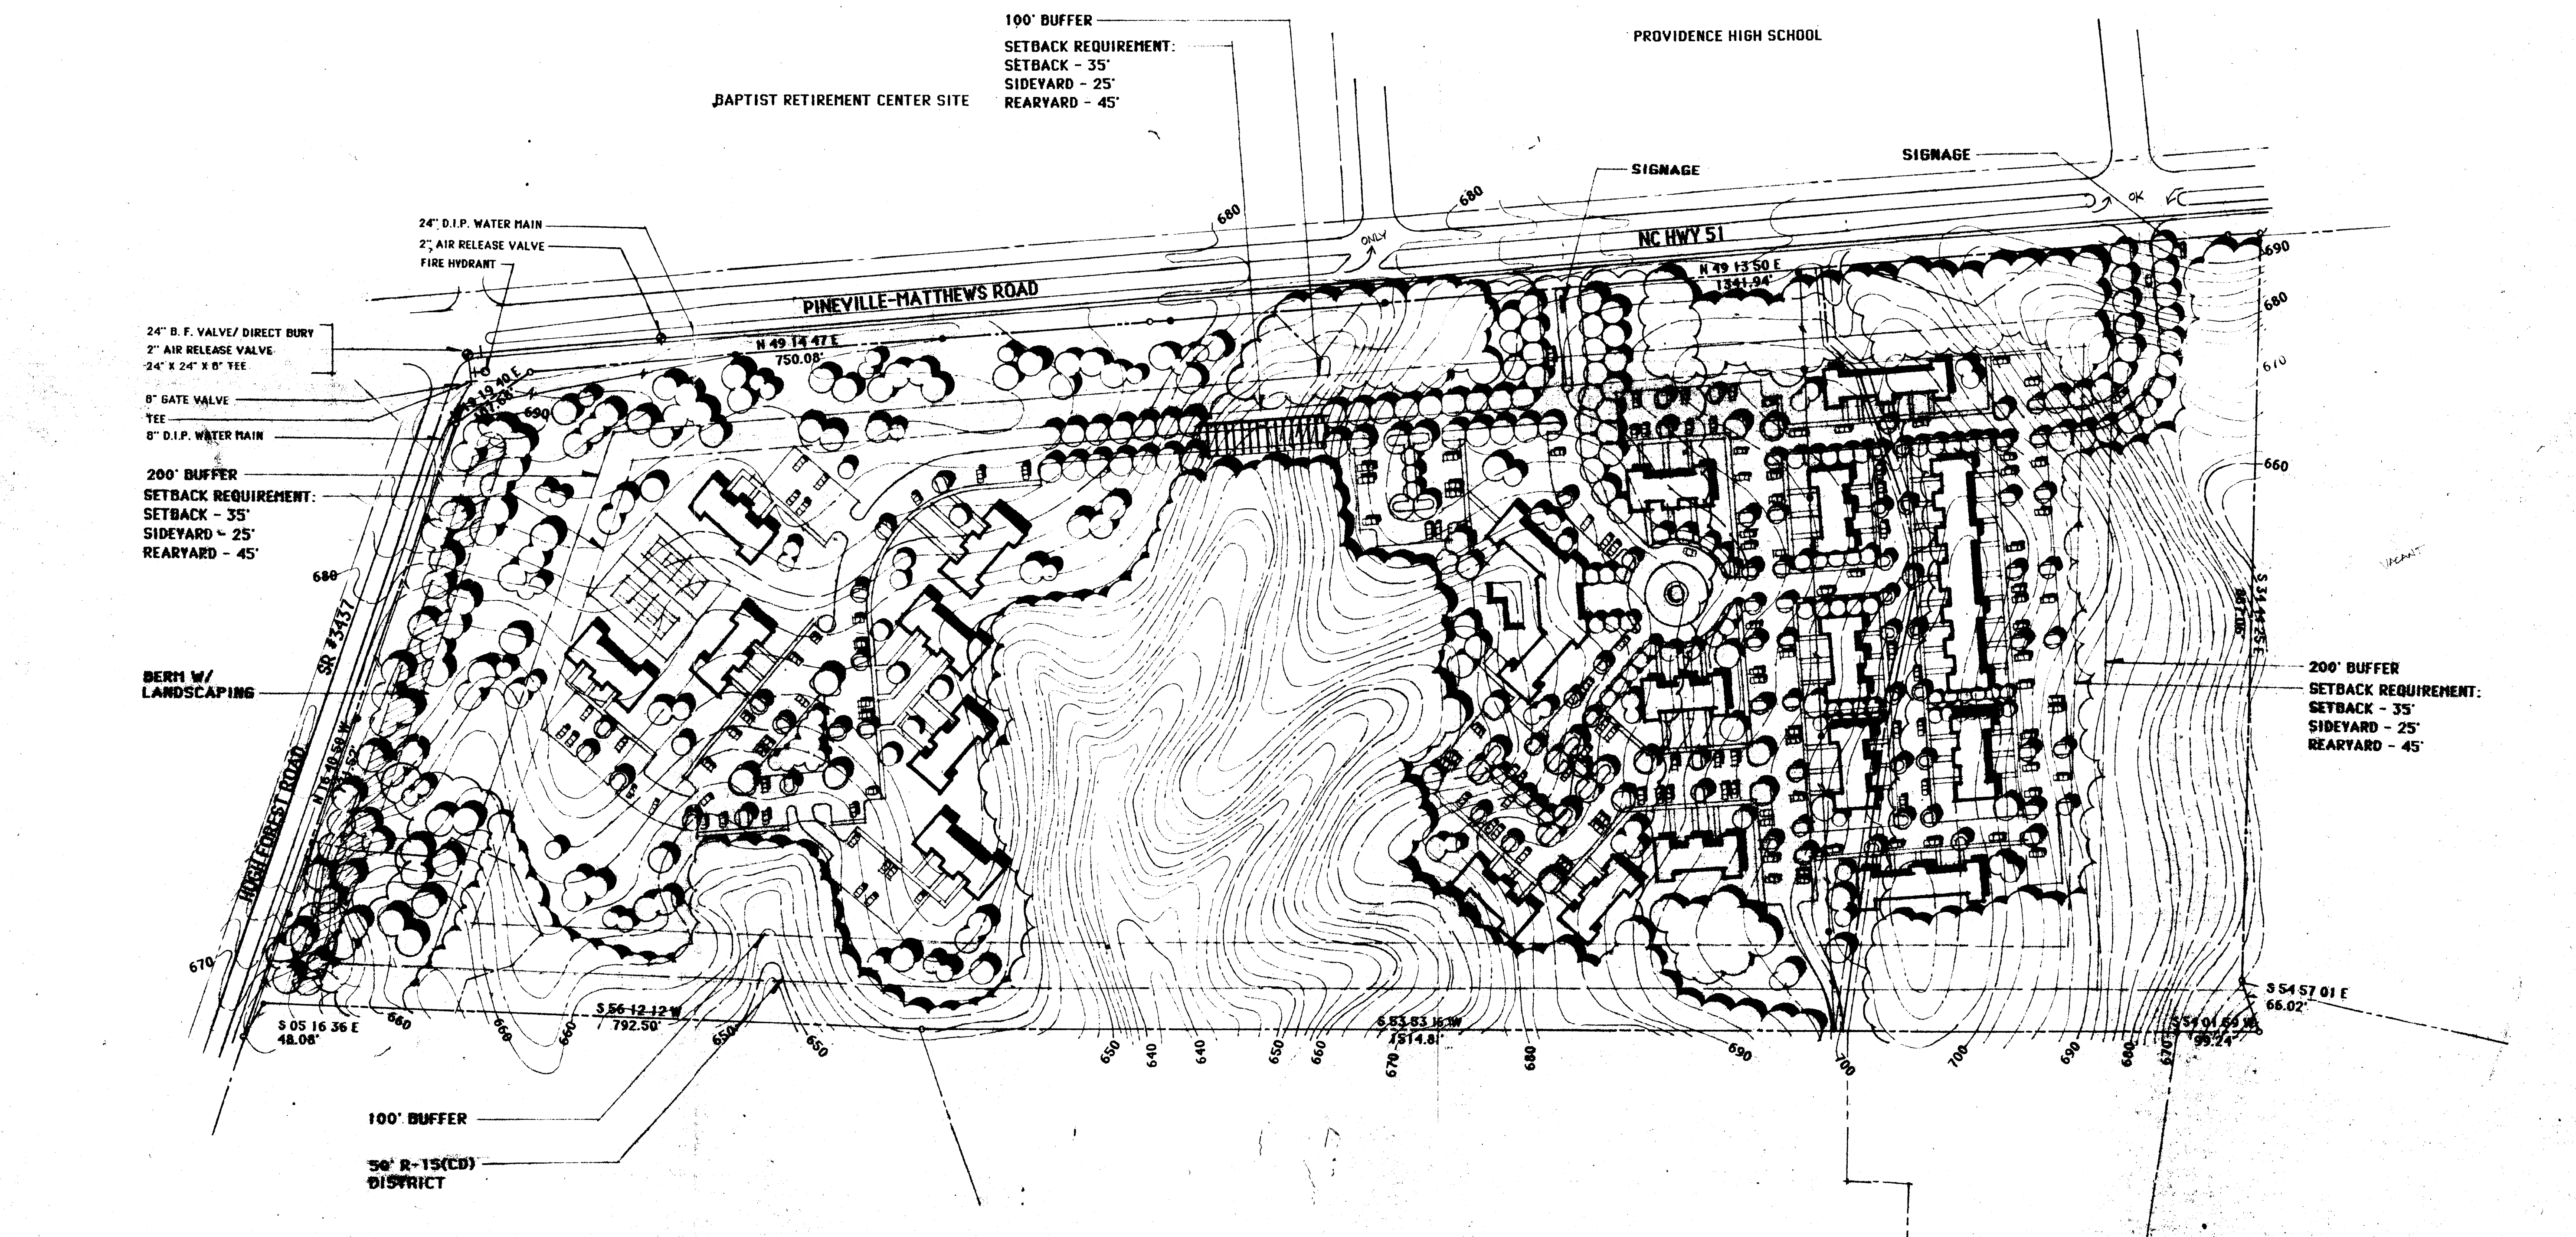 100' BUFFER
SETBACK REQUIREMENT:
SETBACK - 35'
SIDEYARD - 25'
REARYARD - 45'
PROVIDENCE HIGH SCHOOL
BAPTIST RETIREMENT CENTER SITE
SIGNAGE
SIGNAGE
OK
680
680
24" D.I.P. WATER MAIN
2" AIR RELEASE VALVE
FIRE HYDRANT
ONLY
NC HWY 51
690
N 49 13 50 E
1341.94'
PINEVILLE-MATTHEWS ROAD
680
24" B.F. VALVE/ DIRECT BURY
2" AIR RELEASE VALVE
24" X 24" X 8" TEE
N 49 14 47 E
750.08'
670
8" GATE VALVE
TEE
8" D.I.P. WATER MAIN
690
660
200' BUFFER
SETBACK REQUIREMENT:
SETBACK - 35'
SIDEYARD - 25'
REARYARD - 45'
VACANT
680
SR #3437
BERM W/
LANDSCAPING
200' BUFFER
SETBACK REQUIREMENT:
SETBACK - 35'
SIDEYARD - 25'
REARYARD - 45'
ROAD
670
S 54 57 01 E
66.02'
S 05 16 36 E
48.08'
660
660
660
S 56 12 12 W
792.50'
650
650
650
640
640
650
660
670
680
690
700
700
690
680
670
99.24'
100' BUFFER
50' R-15(CD)
DISTRICT